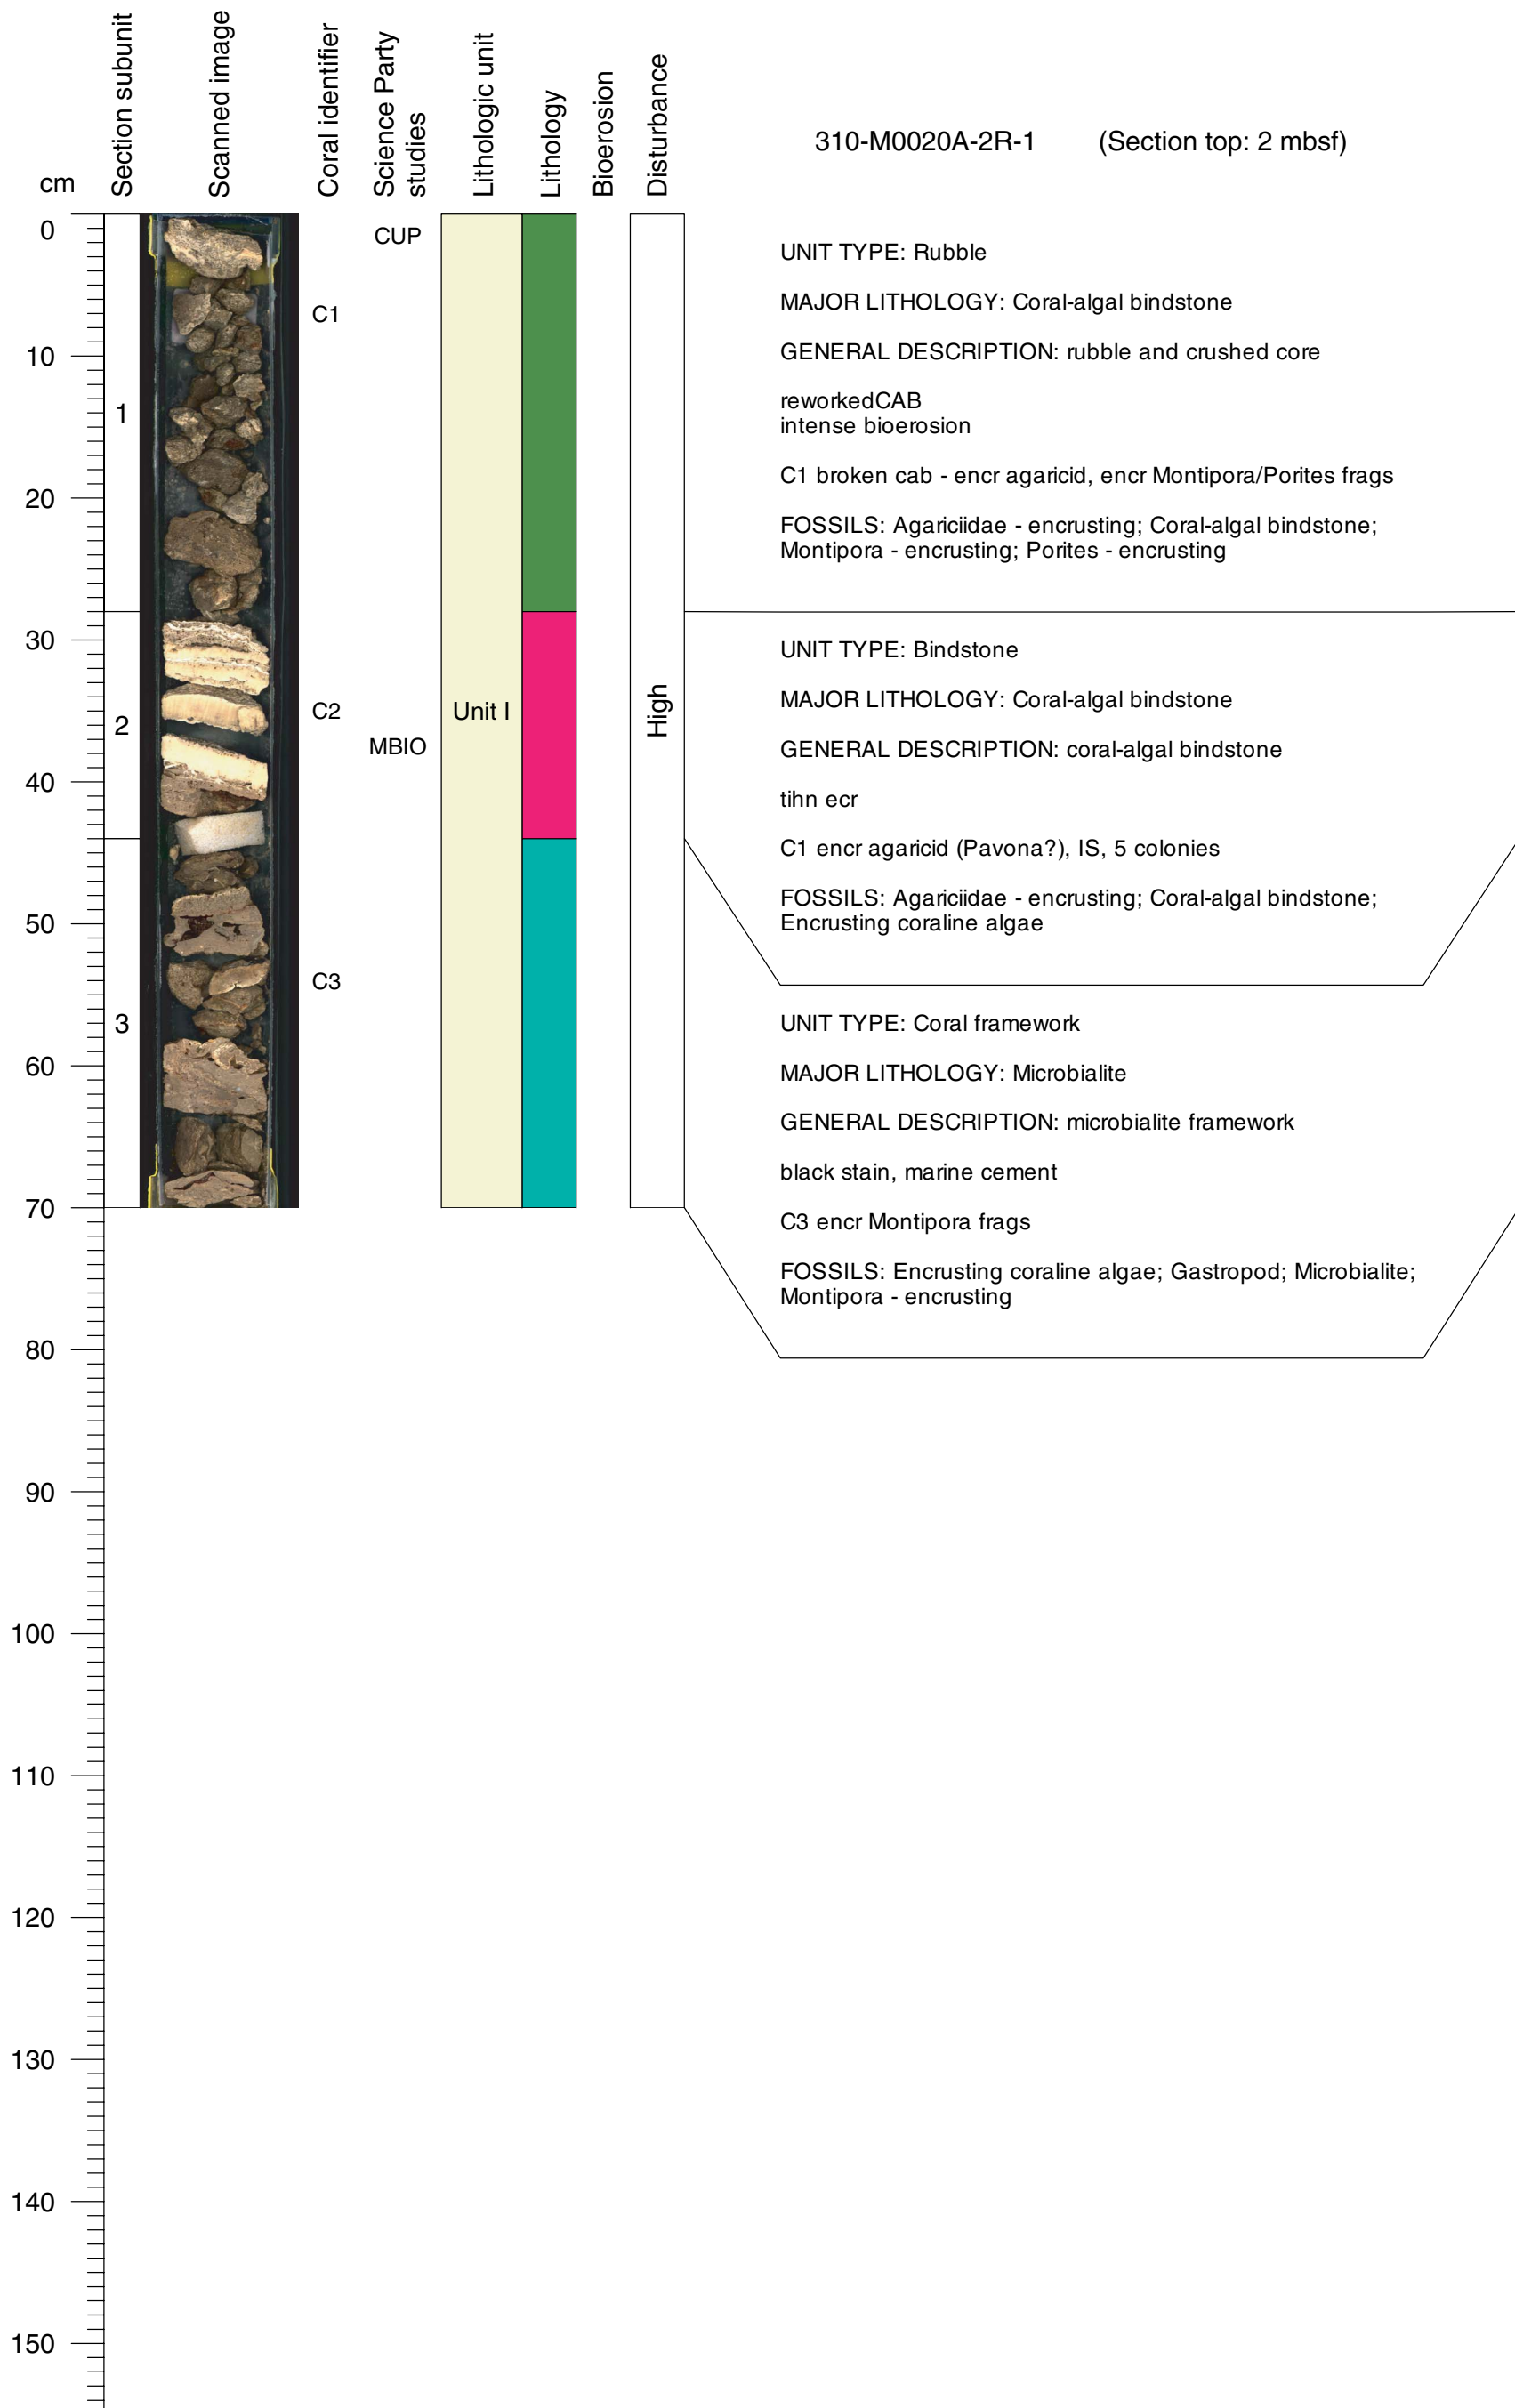 Section subunit
Scanned image
Coral identifier
Science Party
studies
Lithologic unit
Lithology
Bioerosion
Disturbance
310-M0020A-2R-1 (Section top: 2 mbsf)
cm
0
10
20
30
40
50
60
70
80
90
100
110
120
130
140
150
1
2
3
C1
C2
C3
CUP
MBIO
Unit I
High
UNIT TYPE: Rubble
MAJOR LITHOLOGY: Coral-algal bindstone
GENERAL DESCRIPTION: rubble and crushed core
reworkedCAB
intense bioerosion
C1 broken cab - encr agaricid, encr Montipora/Porites frags
FOSSILS: Agariciidae - encrusting; Coral-algal bindstone;
Montipora - encrusting; Porites - encrusting
UNIT TYPE: Bindstone
MAJOR LITHOLOGY: Coral-algal bindstone
GENERAL DESCRIPTION: coral-algal bindstone
tihn ecr
C1 encr agaricid (Pavona?), IS, 5 colonies
FOSSILS: Agariciidae - encrusting; Coral-algal bindstone;
Encrusting coraline algae
UNIT TYPE: Coral framework
MAJOR LITHOLOGY: Microbialite
GENERAL DESCRIPTION: microbialite framework
black stain, marine cement
C3 encr Montipora frags
FOSSILS: Encrusting coraline algae; Gastropod; Microbialite;
Montipora - encrusting